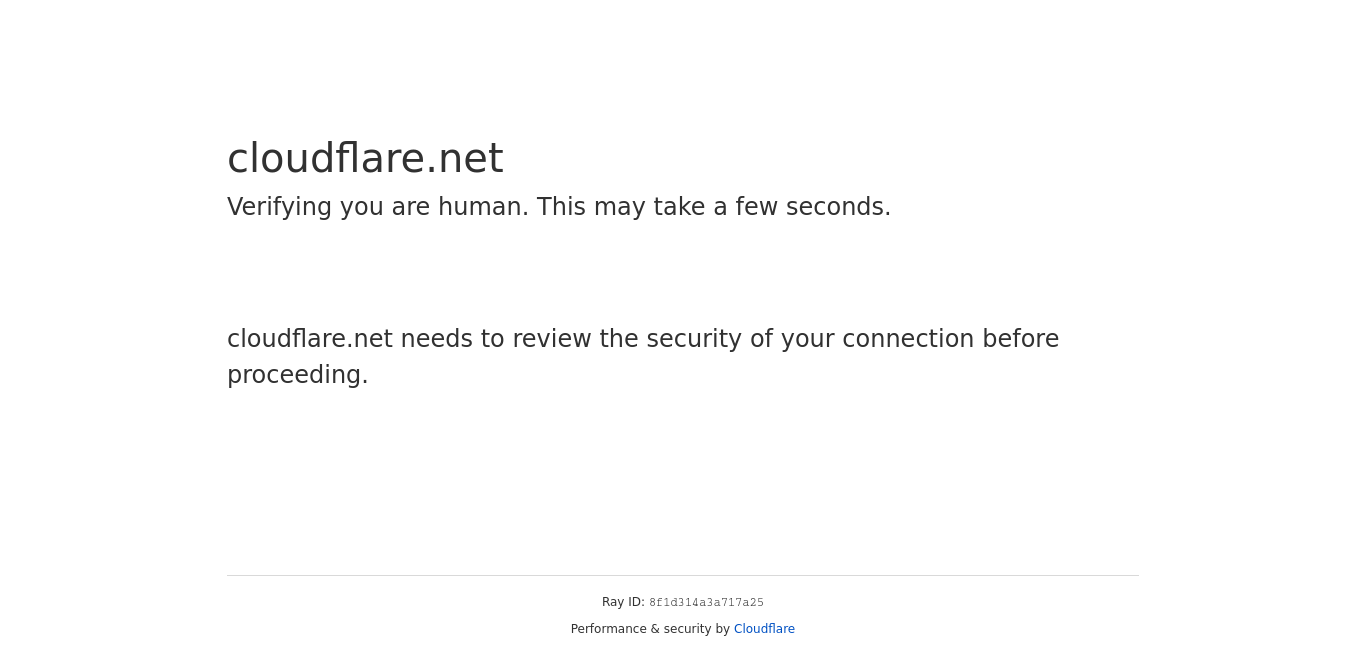 cloudflare.net
Verifying you are human. This may take a few seconds.
cloudflare.net needs to review the security of your connection before
proceeding.
Ray ID: 8f1d314a3a717a25
Performance & security by Cloudflare